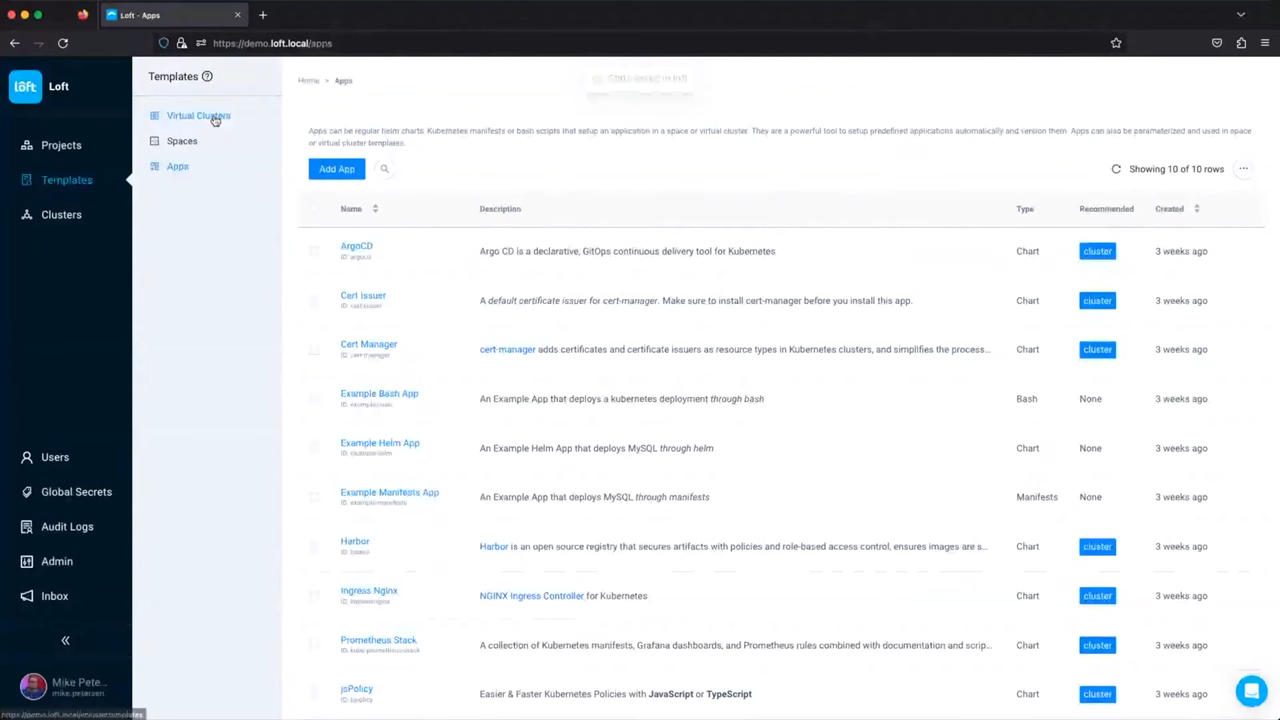 Loft - Apps
https://demo.loft.local/apps
loft
Loft
Projects
Templates
Clusters
Users
Global Secrets
Audit Logs
Admin
Inbox
Mike Pete...
mike.petersen
Templates
Virtual Clusters
Spaces
Apps
Home > Apps
Apps can be regular helm charts. Kubernetes manifests or bash scripts that setup an application in a space or virtual cluster. They are a powerful tool to setup predefined applications automatically and version them. Apps can also be parameterized and used in space
or virtual cluster templates.
Add App
Showing 10 of 10 rows
Name Description Type Recommended Created
ArgoCD Argo CD is a declarative, GitOps continuous delivery tool for Kubernetes Chart cluster 3 weeks ago
ID: argocd
Cert Issuer A default certificate issuer for cert-manager. Make sure to install cert-manager before you install this app. Chart cluster 3 weeks ago
ID: cert-issuer
Cert Manager cert-manager adds certificates and certificate issuers as resource types in Kubernetes clusters, and simplifies the process... Chart cluster 3 weeks ago
ID: cert-manager
Example Bash App An Example App that deploys a kubernetes deployment through bash Bash None 3 weeks ago
Example Helm App An Example Helm App that deploys MySQL through helm Chart None 3 weeks ago
Example Manifests App An Example App that deploys MySQL through manifests Manifests None 3 weeks ago
Harbor Harbor is an open source registry that secures artifacts with policies and role-based access control, ensures images are s... Chart cluster 3 weeks ago
Ingress Nginx NGINX Ingress Controller for Kubernetes Chart cluster 3 weeks ago
Prometheus Stack A collection of Kubernetes manifests, Grafana dashboards, and Prometheus rules combined with documentation and scrip... Chart cluster 3 weeks ago
jsPolicy Easier & Faster Kubernetes Policies with JavaScript or TypeScript Chart cluster 3 weeks ago